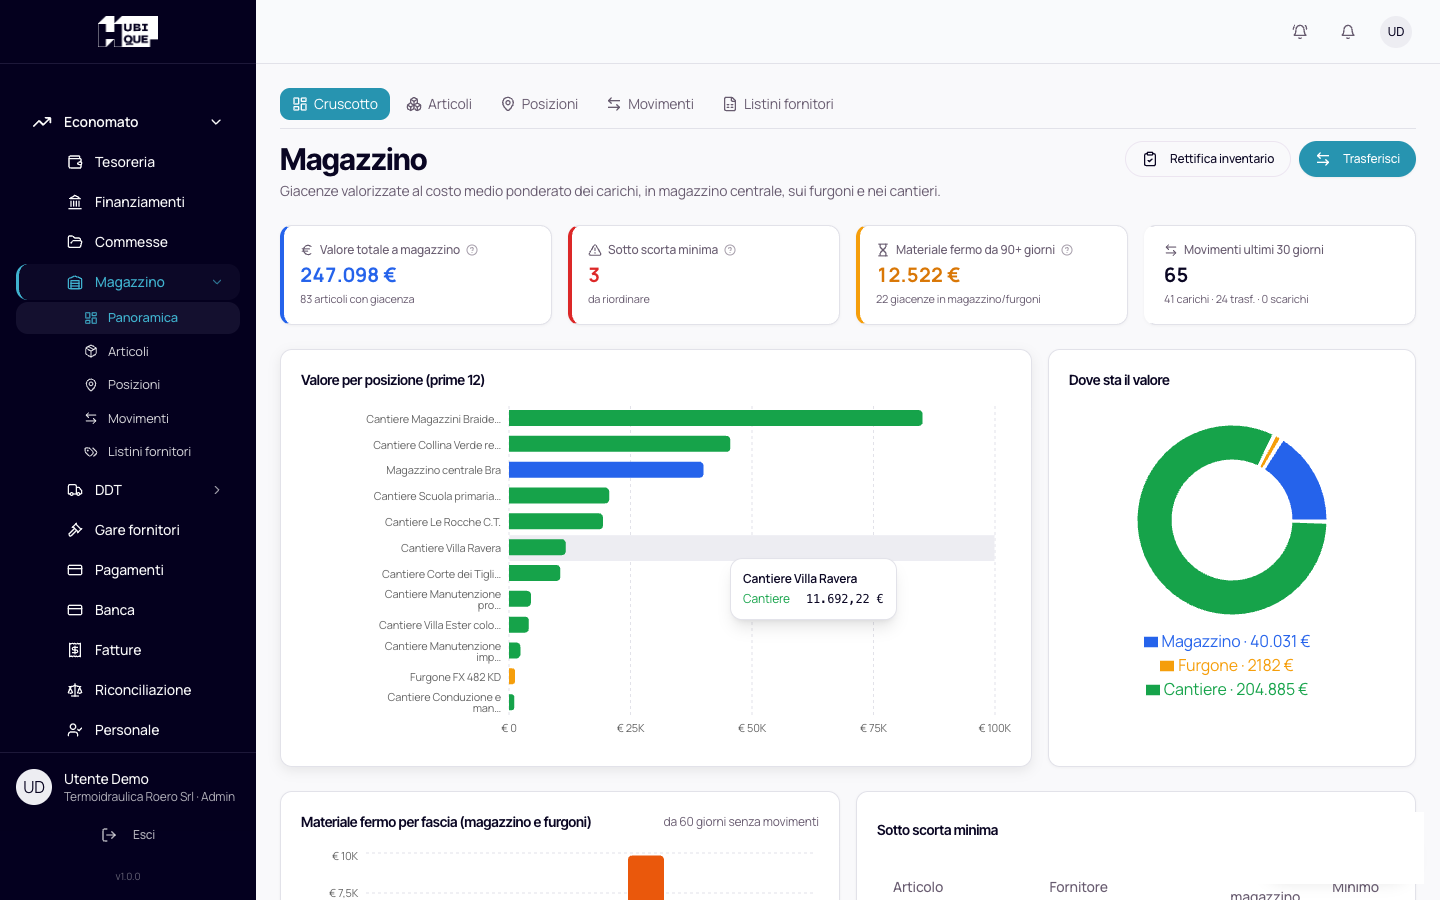 UBI
QUE
UD
Economato
Tesoreria
Finanziamenti
Commesse
Magazzino
Panoramica
Articoli
Posizioni
Movimenti
Listini fornitori
DDT
Gare fornitori
Pagamenti
Banca
Fatture
Riconciliazione
Personale
UD
Utente Demo
Termoidraulica Roero Srl · Admin
Esci
v1.0.0
Cruscotto
Articoli
Posizioni
Movimenti
Listini fornitori
Magazzino
Giacenze valorizzate al costo medio ponderato dei carichi, in magazzino centrale, sui furgoni e nei cantieri.
Rettifica inventario
Trasferisci
Valore totale a magazzino
247.098 €
83 articoli con giacenza
Sotto scorta minima
3
da riordinare
Materiale fermo da 90+ giorni
12.522 €
22 giacenze in magazzino/furgoni
Movimenti ultimi 30 giorni
65
41 carichi · 24 trasf. · 0 scarichi
Valore per posizione (prime 12)
Cantiere Magazzini Braide...
Cantiere Collina Verde re...
Magazzino centrale Bra
Cantiere Scuola primaria...
Cantiere Le Rocche C.T.
Cantiere Villa Ravera
Cantiere Corte dei Tigli...
Cantiere Manutenzione
pro...
Cantiere Villa Ester colo...
Cantiere Manutenzione
imp...
Furgone FX 482 KD
Cantiere Conduzione e
man...
€ 0
€ 25K
€ 50K
€ 75K
€ 100K
Cantiere Villa Ravera
Cantiere 11.692,22 €
Dove sta il valore
Magazzino · 40.031 €
Furgone · 2182 €
Cantiere · 204.885 €
Materiale fermo per fascia (magazzino e furgoni)
da 60 giorni senza movimenti
€ 10K
€ 7,5K
Sotto scorta minima
Articolo
Fornitore
magazzino
Minimo